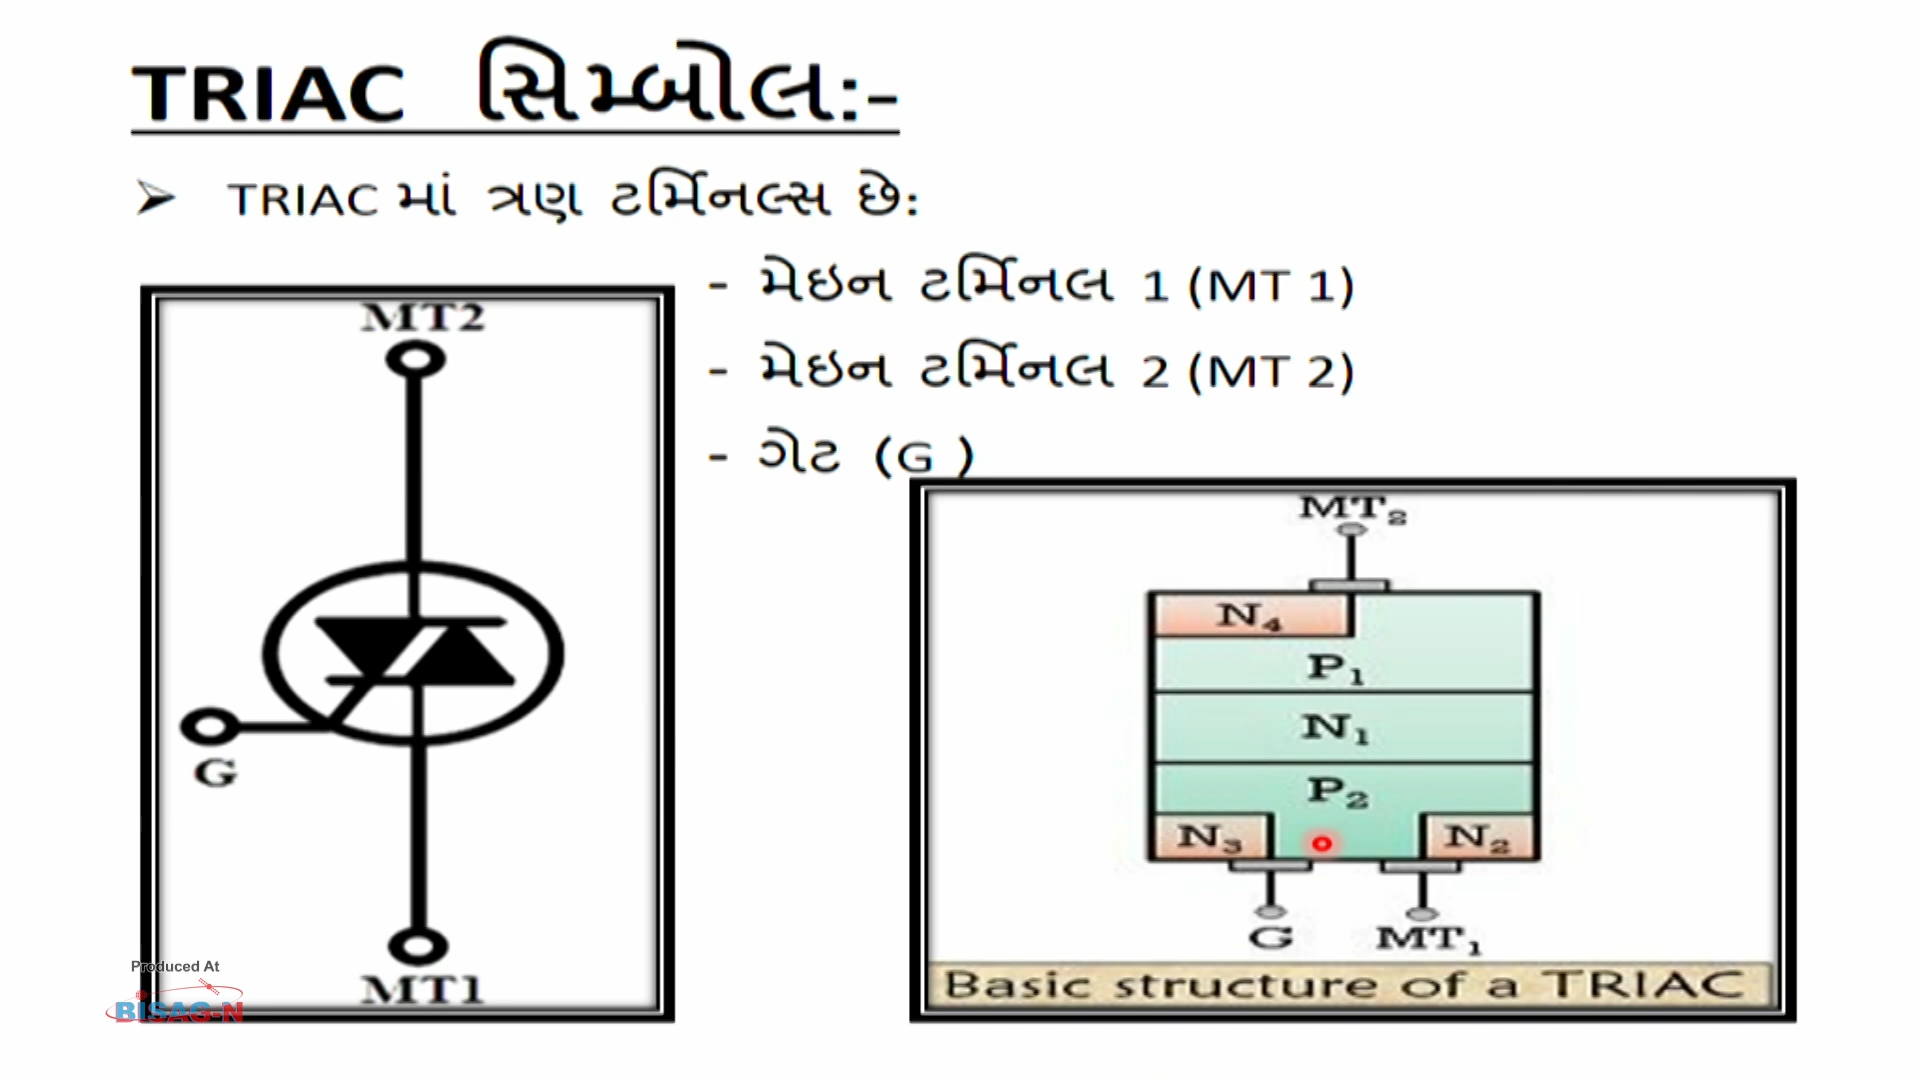 TRIAC સિમ્બોલ:-
➢ TRIAC માં ત્રણ ટર્મિનલ્સ છે:
- મેઇન ટર્મિનલ 1 (MT 1)
- મેઇન ટર્મિનલ 2 (MT 2)
- ગેટ (G )
MT2
G
MT1
MT₂
N₄
P₁
N₁
P₂
N₃ N₂
G MT₁
Basic structure of a TRIAC
Produced At
BISAG-N